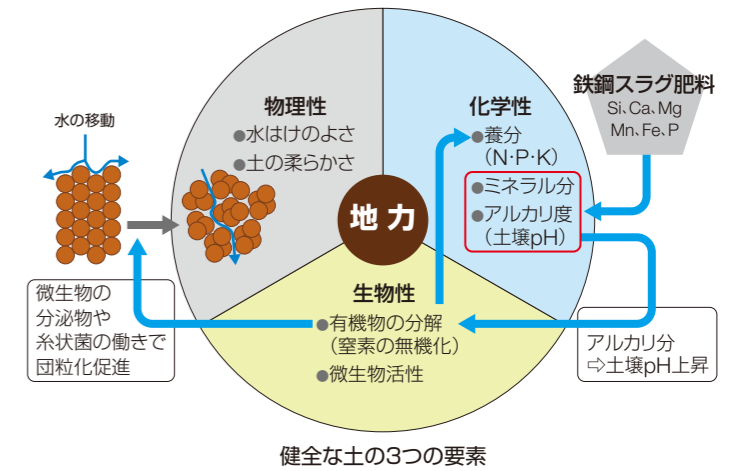 水の移動
物理性
●水はけのよさ
●土の柔らかさ
化学性
●養分
（N・P・K）
●ミネラル分
●アルカリ度
（土壌pH）
鉄鋼スラグ肥料
Si、Ca、Mg
Mn、Fe、P
地力
生物性
●有機物の分解
（窒素の無機化）
●微生物活性
微生物の
分泌物や
糸状菌の働きで
団粒化促進
アルカリ分
⇨土壌pH上昇
健全な土の3つの要素